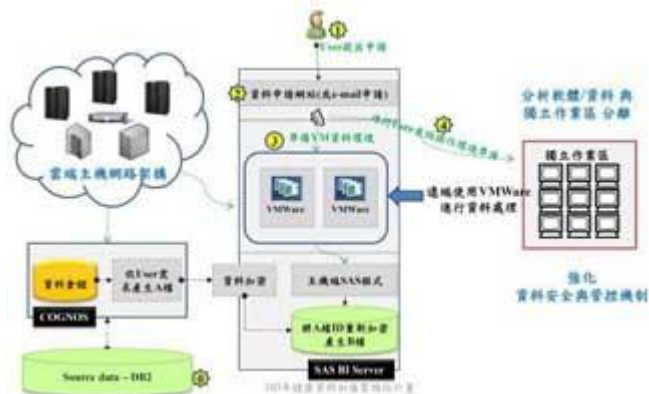 1
User提出申請
2
資料申請網站(或e-mail申請)
4
3
準備VM資料環境
分析軟體/資料 與
獨立作業區 分離
獨立作業區
雲端主機網路架構
VMWare
VMWare
遠端使用VMWare
進行資料處理
資料倉儲
依User需
求產生A檔
資料加密
主機端SAS程式
強化
資料安全與管控機制
COGNOS
將A檔ID重新加密
產生B檔
Source data – DB2
SAS BI Server